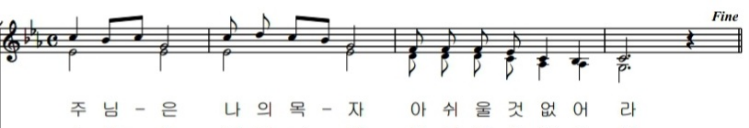 Fine
주 님 – 은 나 의 목 – 자 아 쉬 울 것 없 어 라